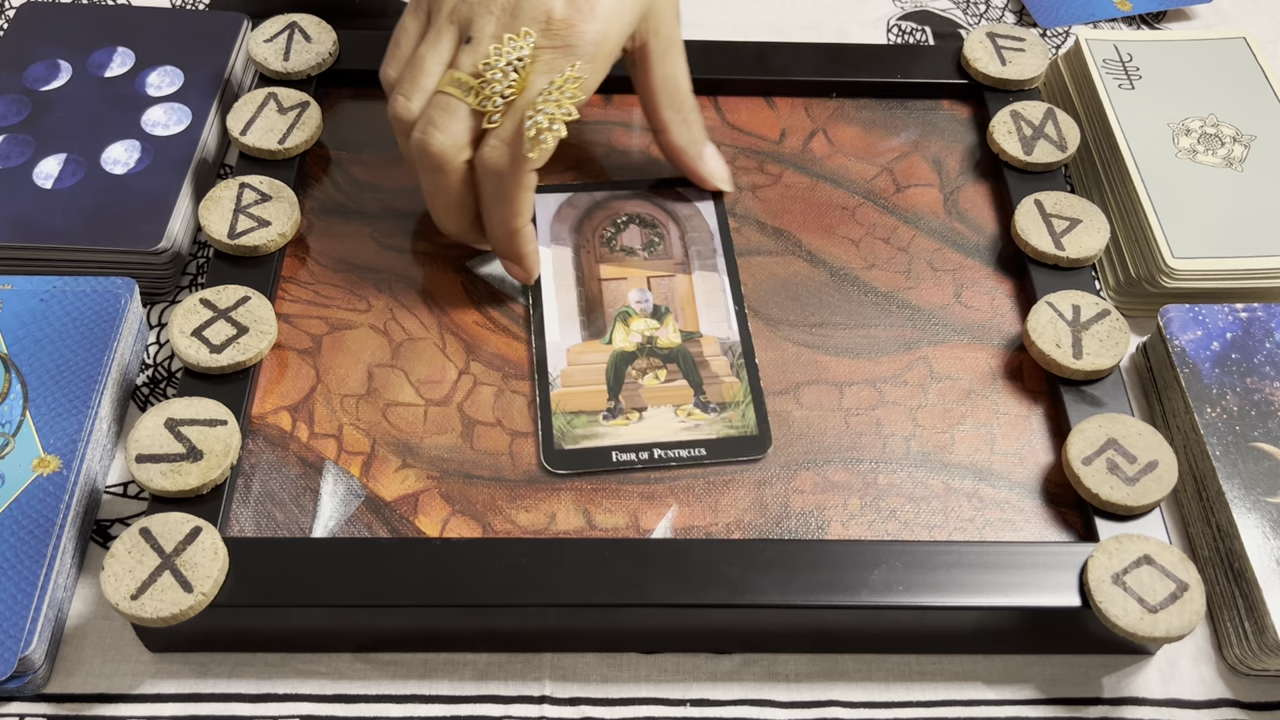 ᛏ
ᚨ
ᛖ
ᛞ
ᛒ
ᚦ
ᛟ
ᛉ
ᛊ
ᛃ
ᚷ
ᛜ
Four of Pentacles